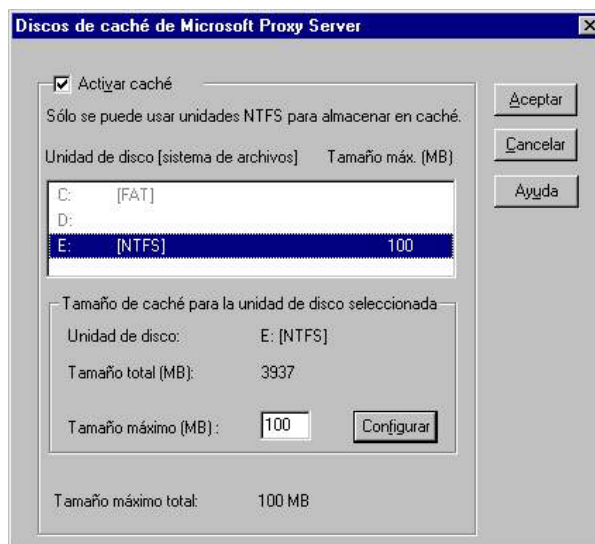 Discos de caché de Microsoft Proxy Server
Activar caché
Sólo se puede usar unidades NTFS para almacenar en caché.
Unidad de disco [sistema de archivos] Tamaño máx. (MB)
C: [FAT]
D:
E: [NTFS] 100
Tamaño de caché para la unidad de disco seleccionada
Unidad de disco: E: [NTFS]
Tamaño total (MB): 3937
Tamaño máximo (MB) : 100 Configurar
Tamaño máximo total: 100 MB
Aceptar
Cancelar
Ayuda